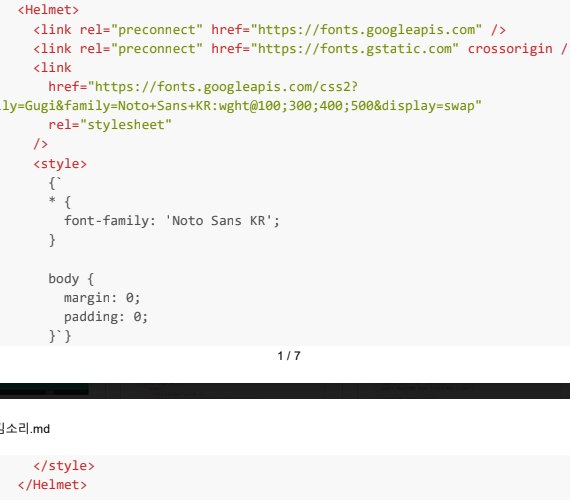 <Helmet>
<link rel="preconnect" href="https://fonts.googleapis.com" />
<link rel="preconnect" href="https://fonts.gstatic.com" crossorigin /
<link
href="https://fonts.googleapis.com/css2?
ly=Gugi&family=Noto+Sans+KR:wght@100;300;400;500&display=swap"
rel="stylesheet"
/>
<style>
{`
* {
font-family: 'Noto Sans KR';
}
body {
margin: 0;
padding: 0;
}`}
1 / 7
김소리.md
</style>
</Helmet>